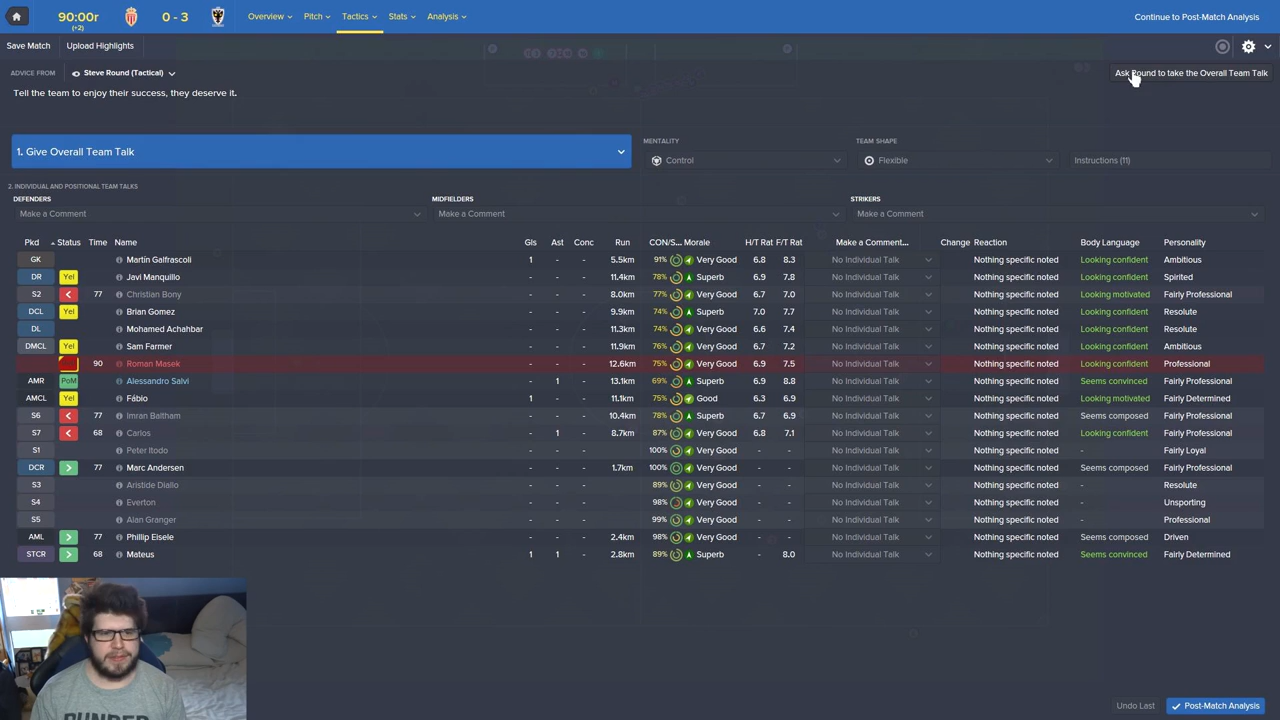 90:00r
(+2)
0 - 3
Overview
Pitch
Tactics
Stats
Analysis
Continue to Post-Match Analysis
Save Match
Upload Highlights
ADVICE FROM
Steve Round (Tactical)
Ask Round to take the Overall Team Talk
Tell the team to enjoy their success, they deserve it.
1. Give Overall Team Talk
MENTALITY
Control
TEAM SHAPE
Flexible
Instructions (11)
2. INDIVIDUAL AND POSITIONAL TEAM TALKS
DEFENDERS
Make a Comment
MIDFIELDERS
Make a Comment
STRIKERS
Make a Comment
Pkd Status Time Name Gls Ast Conc Run CON/S... Morale H/T Rat F/T Rat Make a Comment... Change Reaction Body Language Personality
GK Martín Galfrascoli 1 - - 5.5km 91% Very Good 6.8 8.3 No Individual Talk Nothing specific noted Looking confident Ambitious
DR Yel Javi Manquillo - - - 11.4km 78% Superb 6.9 7.8 No Individual Talk Nothing specific noted Looking confident Spirited
S2 77 Christian Bony - - - 8.0km 77% Very Good 6.7 7.0 No Individual Talk Nothing specific noted Looking motivated Fairly Professional
DCL Yel Brian Gomez - - - 9.9km 74% Superb 7.0 7.7 No Individual Talk Nothing specific noted Looking confident Resolute
DL Mohamed Achahbar - - - 11.3km 74% Very Good 6.6 7.4 No Individual Talk Nothing specific noted Looking confident Resolute
DMCL Yel Sam Farmer - - - 11.9km 76% Very Good 6.7 7.2 No Individual Talk Nothing specific noted Looking confident Ambitious
90 Roman Masek - - - 12.6km 75% Very Good 6.9 7.5 No Individual Talk Nothing specific noted Looking confident Professional
AMR PoM Alessandro Salvi - 1 - 13.1km 69% Superb 6.9 8.8 No Individual Talk Nothing specific noted Seems convinced Fairly Professional
AMCL Yel Fábio 1 - - 11.1km 75% Good 6.3 6.9 No Individual Talk Nothing specific noted Looking motivated Fairly Determined
S6 77 Imran Baltham - - - 10.4km 78% Superb 6.7 6.9 No Individual Talk Nothing specific noted Seems composed Fairly Professional
S7 68 Carlos - 1 - 8.7km 87% Very Good 6.8 7.1 No Individual Talk Nothing specific noted Looking confident Fairly Professional
S1 Peter Itodo - - - 100% Very Good - - No Individual Talk Nothing specific noted - Fairly Loyal
DCR 77 Marc Andersen - - - 1.7km 100% Very Good - - No Individual Talk Nothing specific noted Seems composed Fairly Professional
S3 Aristide Diallo - - - 89% Very Good - - No Individual Talk Nothing specific noted - Resolute
S4 Everton - - - 98% Very Good - - No Individual Talk Nothing specific noted - Unsporting
S5 Alan Granger - - - 99% Very Good - - No Individual Talk Nothing specific noted - Professional
AML 77 Phillip Eisele - - - 2.4km 98% Very Good - - No Individual Talk Nothing specific noted Seems composed Driven
STCR 68 Mateus 1 1 - 2.8km 89% Superb - 8.0 No Individual Talk Nothing specific noted Seems convinced Fairly Determined
Undo Last
Post-Match Analysis